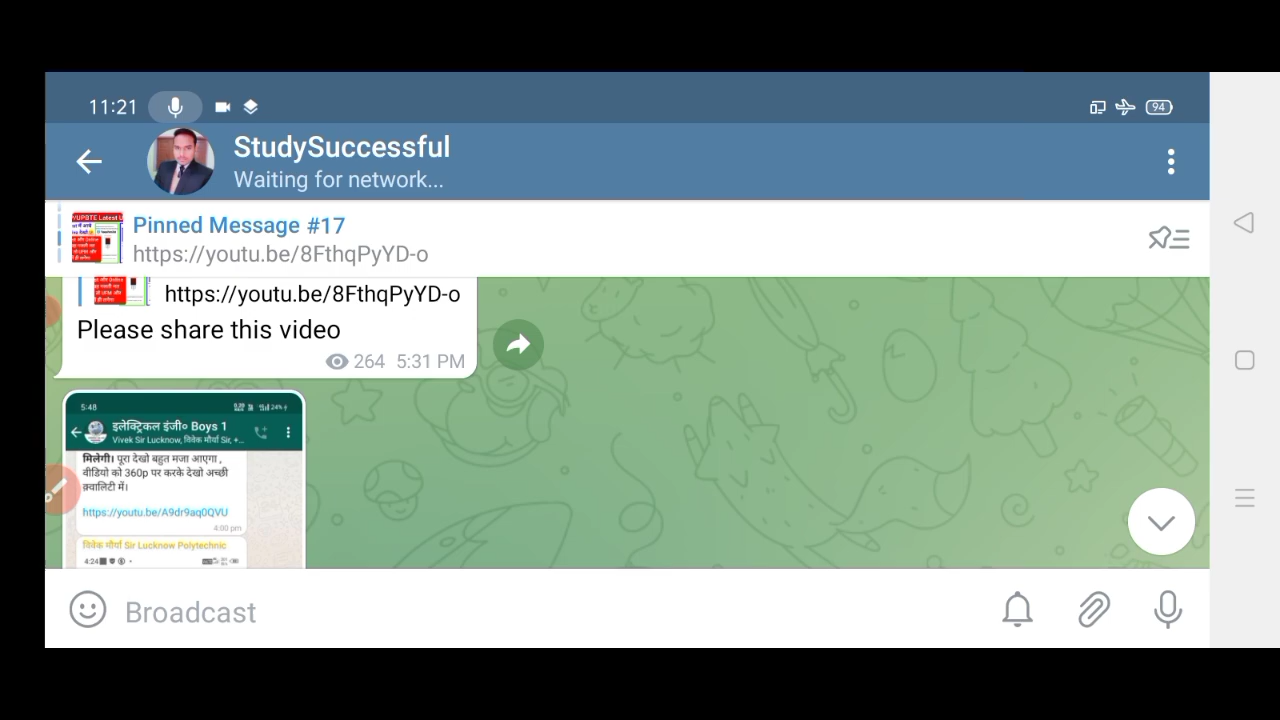 11:21
94
StudySuccessful
Waiting for network...
Pinned Message #17
https://youtu.be/8FthqPyYD-o
https://youtu.be/8FthqPyYD-o
Please share this video
264 5:31 PM
5:48
24%
इलेक्ट्रिकल इंजी० Boys 1
Vivek Sir Lucknow, विवेक मौर्या Sir, +...
मिलेगी। पूरा देखो बहुत मजा आएगा ,
वीडियो को 360p पर करके देखो अच्छी
क़्वालिटी में।
https://youtu.be/A9dr9aq0QVU
4:00 pm
विवेक मौर्या Sir Lucknow Polytechnic
4:24
Broadcast